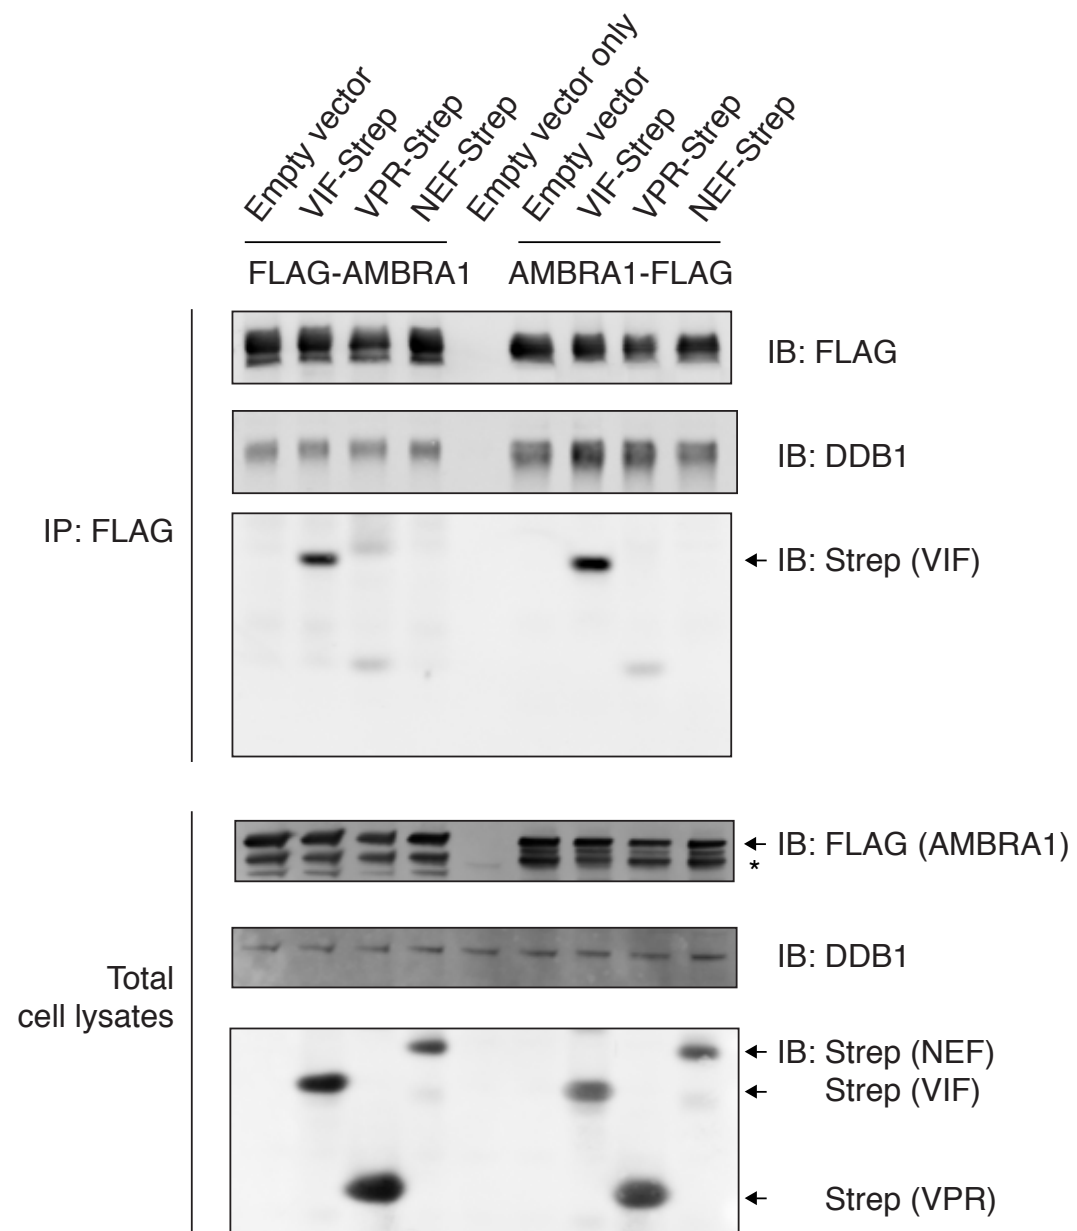 Empty vector
VIF-Strep
VPR-Strep
NEF-Strep
Empty vector only
Empty vector
VIF-Strep
VPR-Strep
NEF-Strep
FLAG-AMBRA1
AMBRA1-FLAG
IB: FLAG
IB: DDB1
IP: FLAG
IB: Strep (VIF)
IB: FLAG (AMBRA1)
*
IB: DDB1
Total
cell lysates
IB: Strep (NEF)
Strep (VIF)
Strep (VPR)